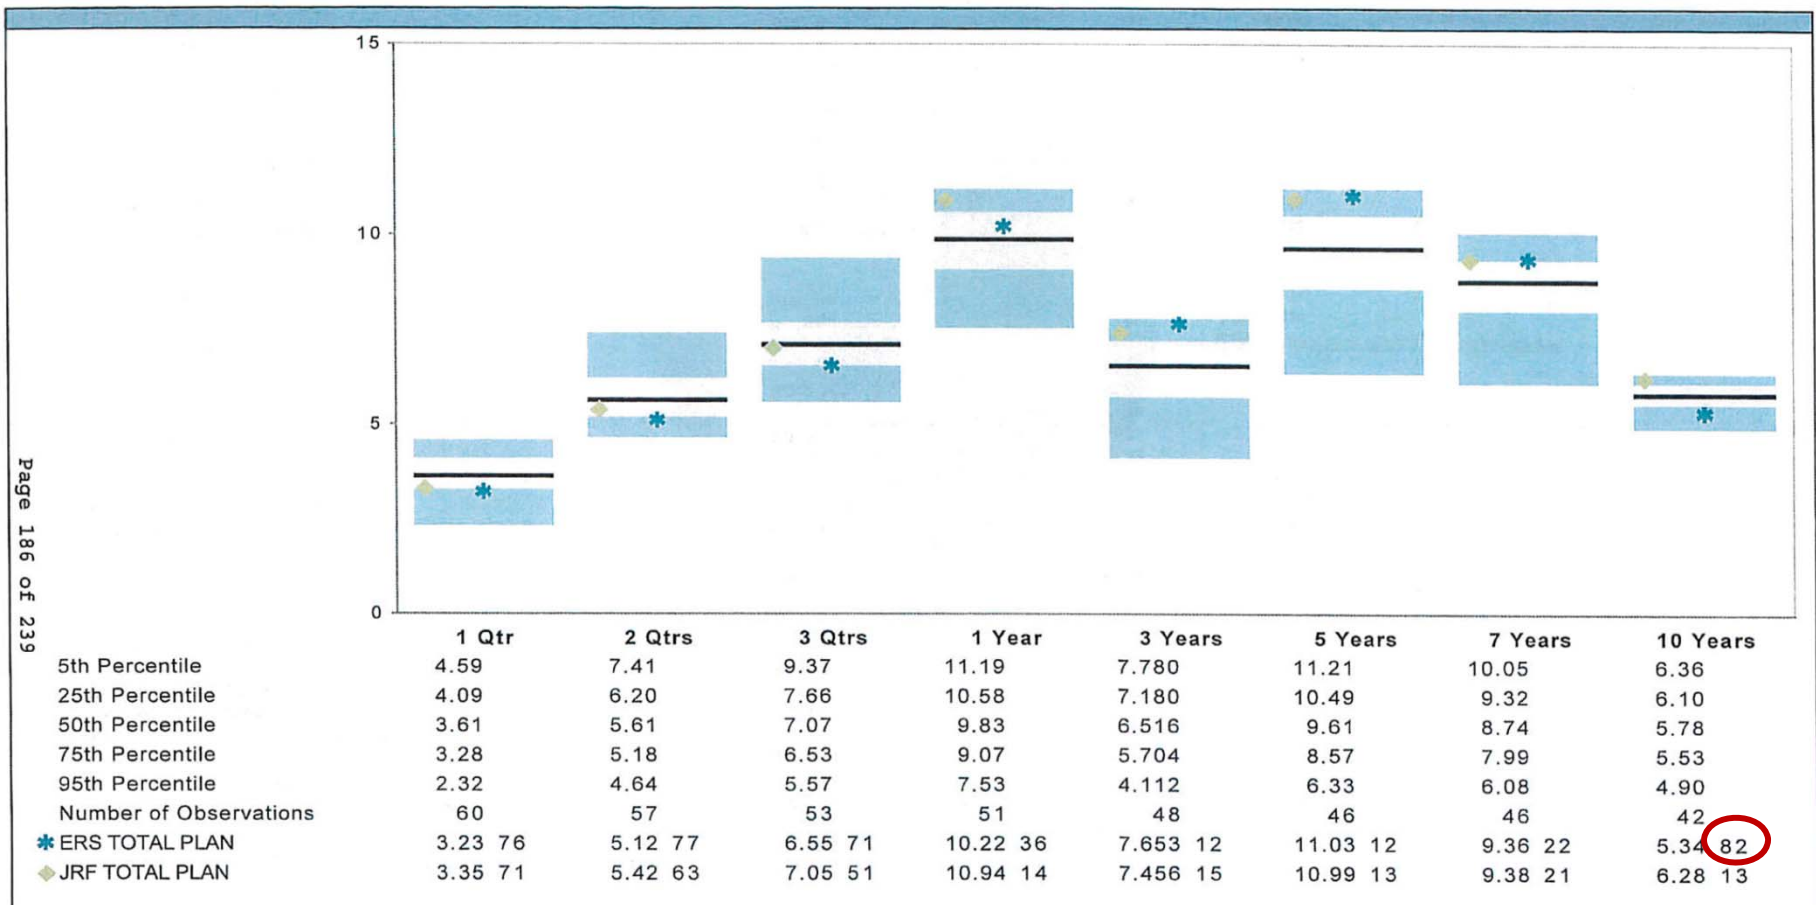 15
10
5
0
Page 186 of 239
1 Qtr 2 Qtrs 3 Qtrs 1 Year 3 Years 5 Years 7 Years 10 Years
5th Percentile 4.59 7.41 9.37 11.19 7.780 11.21 10.05 6.36
25th Percentile 4.09 6.20 7.66 10.58 7.180 10.49 9.32 6.10
50th Percentile 3.61 5.61 7.07 9.83 6.516 9.61 8.74 5.78
75th Percentile 3.28 5.18 6.53 9.07 5.704 8.57 7.99 5.53
95th Percentile 2.32 4.64 5.57 7.53 4.112 6.33 6.08 4.90
Number of Observations 60 57 53 51 48 46 46 42
ERS TOTAL PLAN 3.23 76 5.12 77 6.55 71 10.22 36 7.653 12 11.03 12 9.36 22 5.34 82
JRF TOTAL PLAN 3.35 71 5.42 63 7.05 51 10.94 14 7.456 15 10.99 13 9.38 21 6.28 13